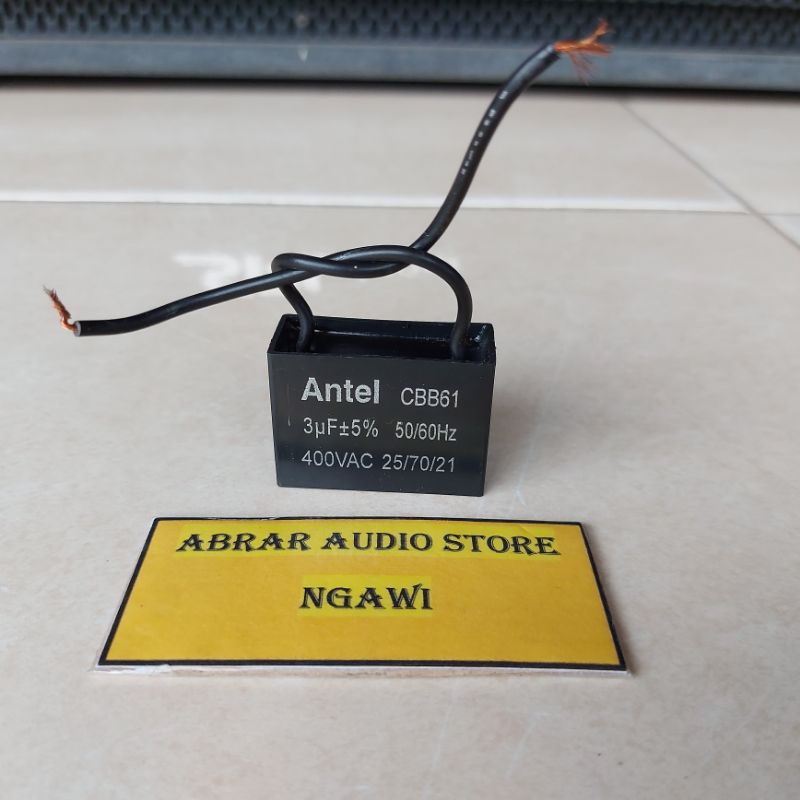 Antel CBB61
3µF±5% 50/60Hz
400VAC 25/70/21
ABRAR AUDIO STORE
NGAWI